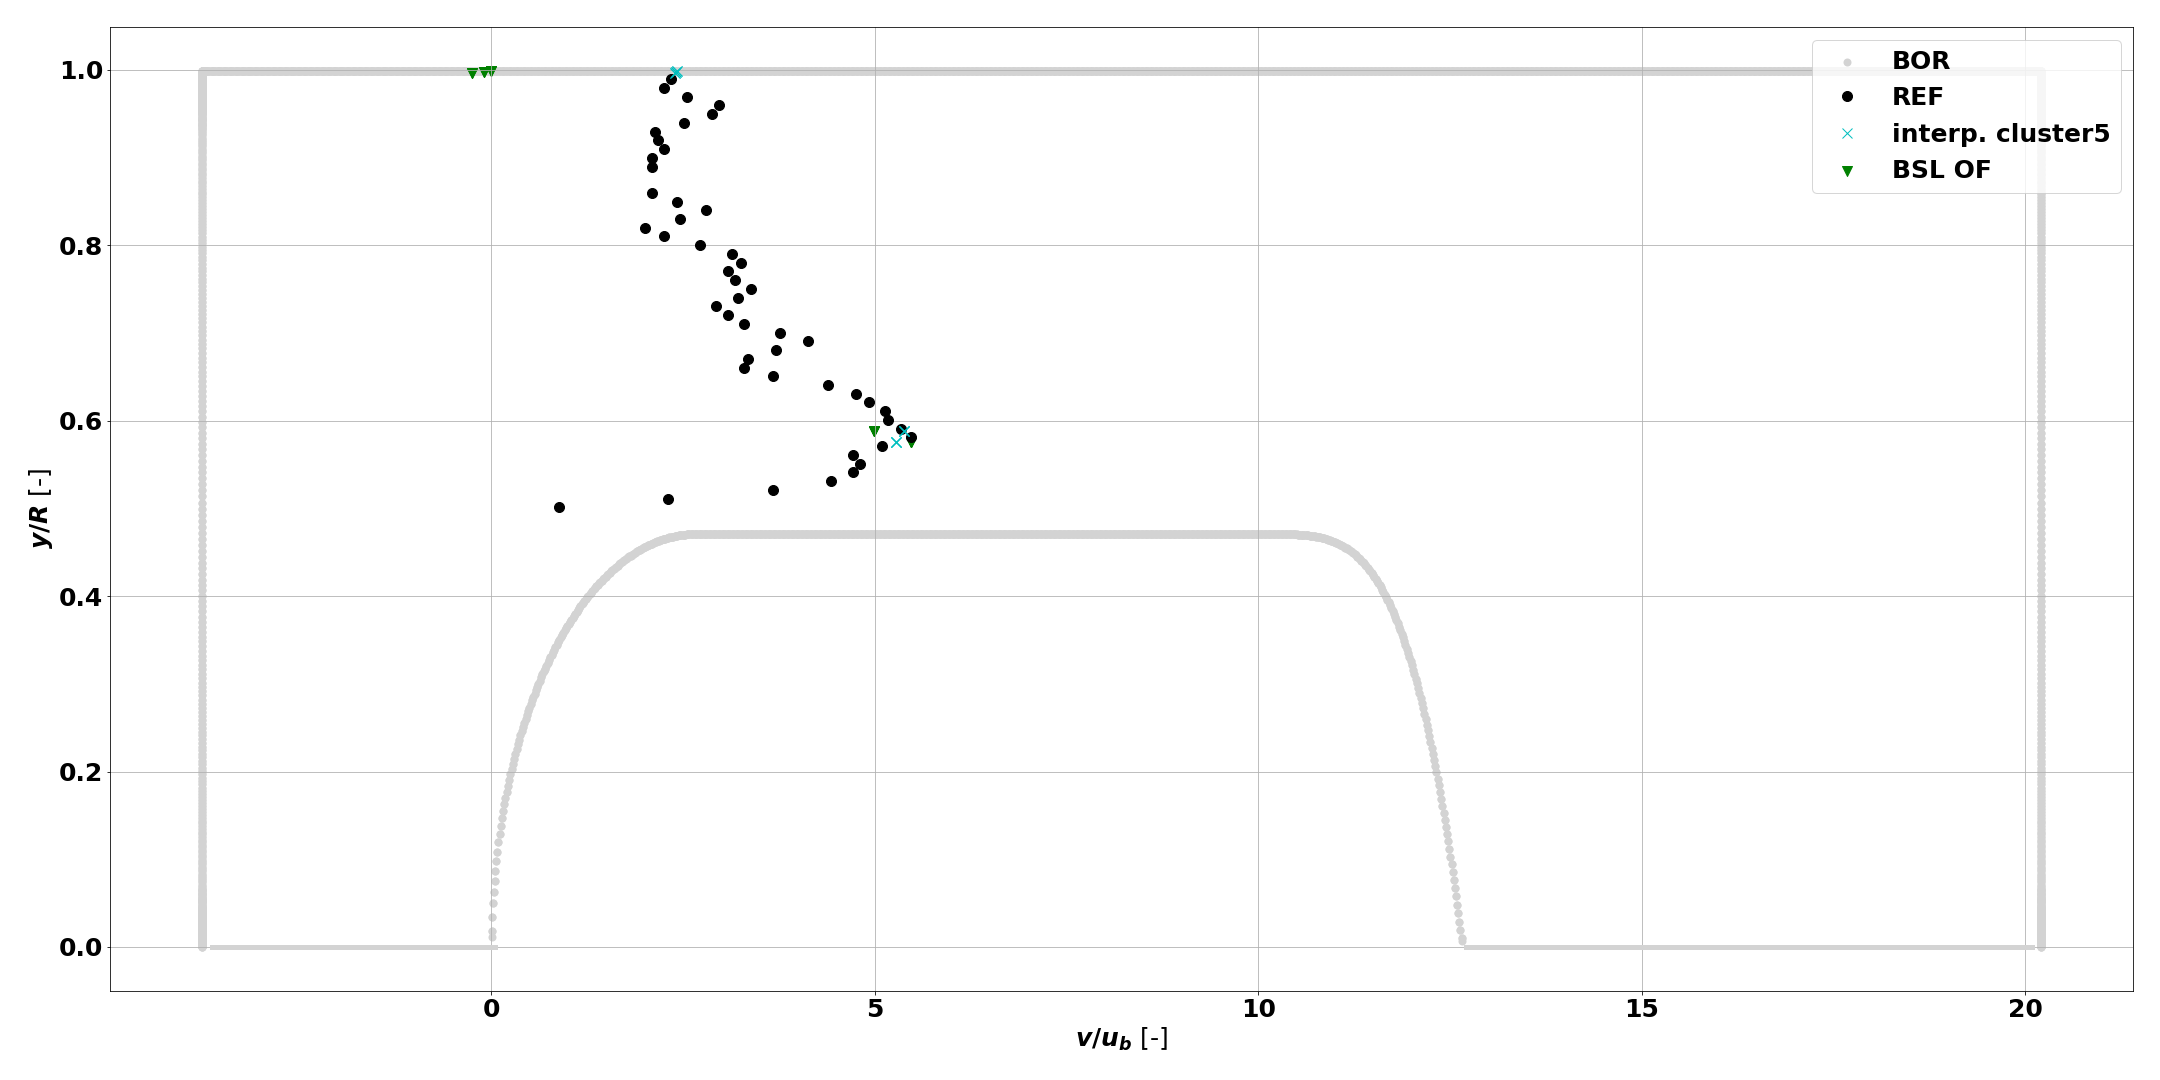 BOR
REF
interp. cluster5
BSL OF
1.0
0.8
0.6
0.4
0.2
0.0
y/R [-]
0 5 10 15 20
v/u_b [-]